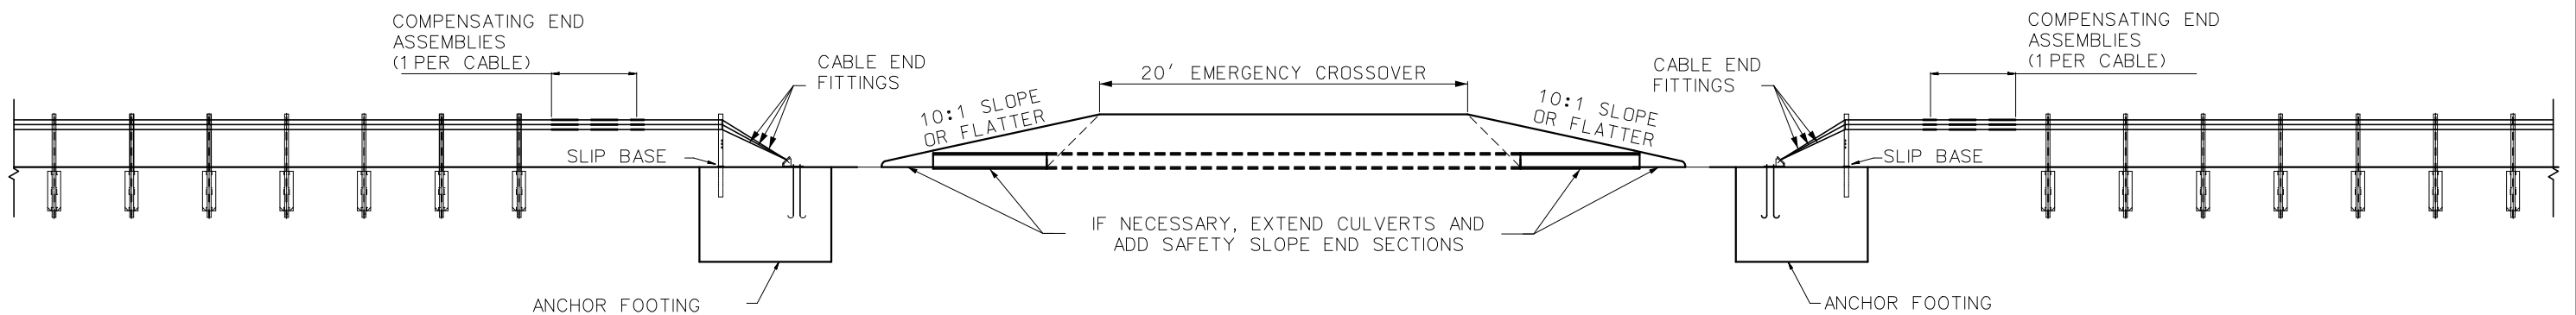 COMPENSATING END
ASSEMBLIES
(1 PER CABLE)
CABLE END
FITTINGS
SLIP BASE
ANCHOR FOOTING
10:1 SLOPE
OR FLATTER
20' EMERGENCY CROSSOVER
10:1 SLOPE
OR FLATTER
IF NECESSARY, EXTEND CULVERTS AND
ADD SAFETY SLOPE END SECTIONS
CABLE END
FITTINGS
COMPENSATING END
ASSEMBLIES
(1 PER CABLE)
SLIP BASE
ANCHOR FOOTING